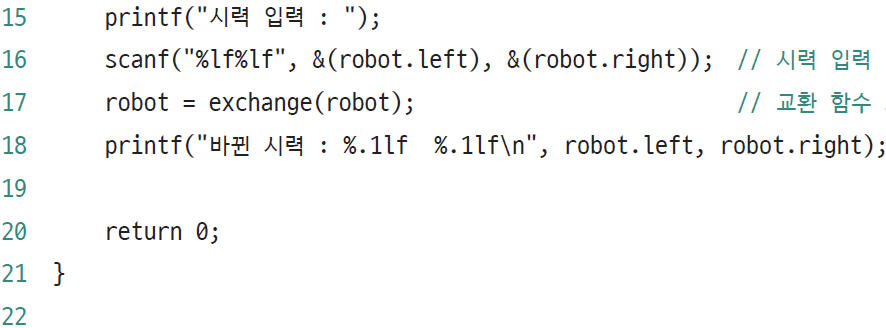 15 printf("시력 입력 : ");
16 scanf("%lf%lf", &(robot.left), &(robot.right)); // 시력 입력
17 robot = exchange(robot); // 교환 함수
18 printf("바뀐 시력 : %.1lf %.1lf\n", robot.left, robot.right);
19
20 return 0;
21 }
22